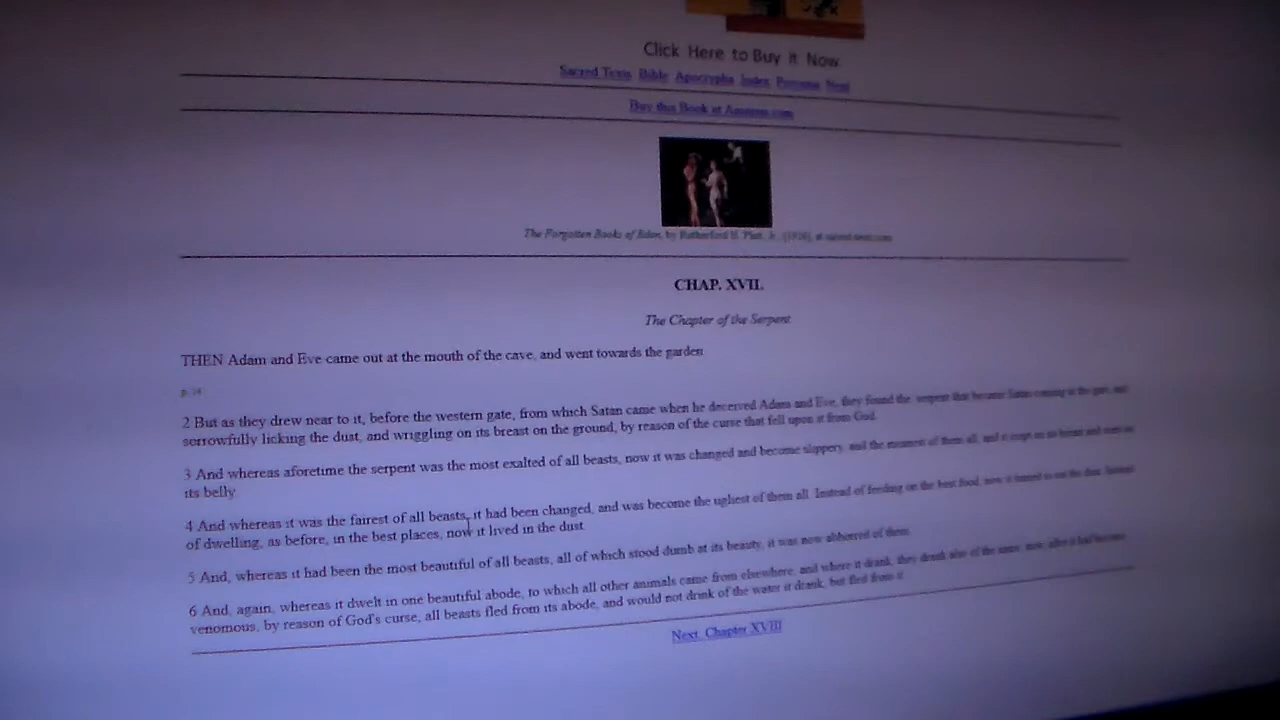 Click Here to Buy it Now
Sacred Texts Bible Apocrypha Index Previous Next
Buy this Book at Amazon.com
The Forgotten Books of Eden, by Rutherford H. Platt, Jr., [1926], at sacred-texts.com
CHAP. XVII.
The Chapter of the Serpent
THEN Adam and Eve came out at the mouth of the cave, and went towards the garden
p. 14
2 But as they drew near to it, before the western gate, from which Satan came when he deceived Adam and Eve, they found the serpent that became Satan coming at the gate, and
sorrowfully licking the dust, and wriggling on its breast on the ground, by reason of the curse that fell upon it from God.
3 And whereas aforetime the serpent was the most exalted of all beasts, now it was changed and become slippery, and the meanest of them all, and it crept on its breast and went on
its belly.
4 And whereas it was the fairest of all beasts, it had been changed, and was become the ugliest of them all. Instead of feeding on the best food, now it turned to eat the dust. Instead
of dwelling, as before, in the best places, now it lived in the dust.
5 And, whereas it had been the most beautiful of all beasts, all of which stood dumb at its beauty, it was now abhorred of them.
6 And, again, whereas it dwelt in one beautiful abode, to which all other animals came from elsewhere, and where it drank, they drank also of the same; now, after it had become
venomous, by reason of God's curse, all beasts fled from its abode, and would not drink of the water it drank, but fled from it.
Next: Chapter XVIII